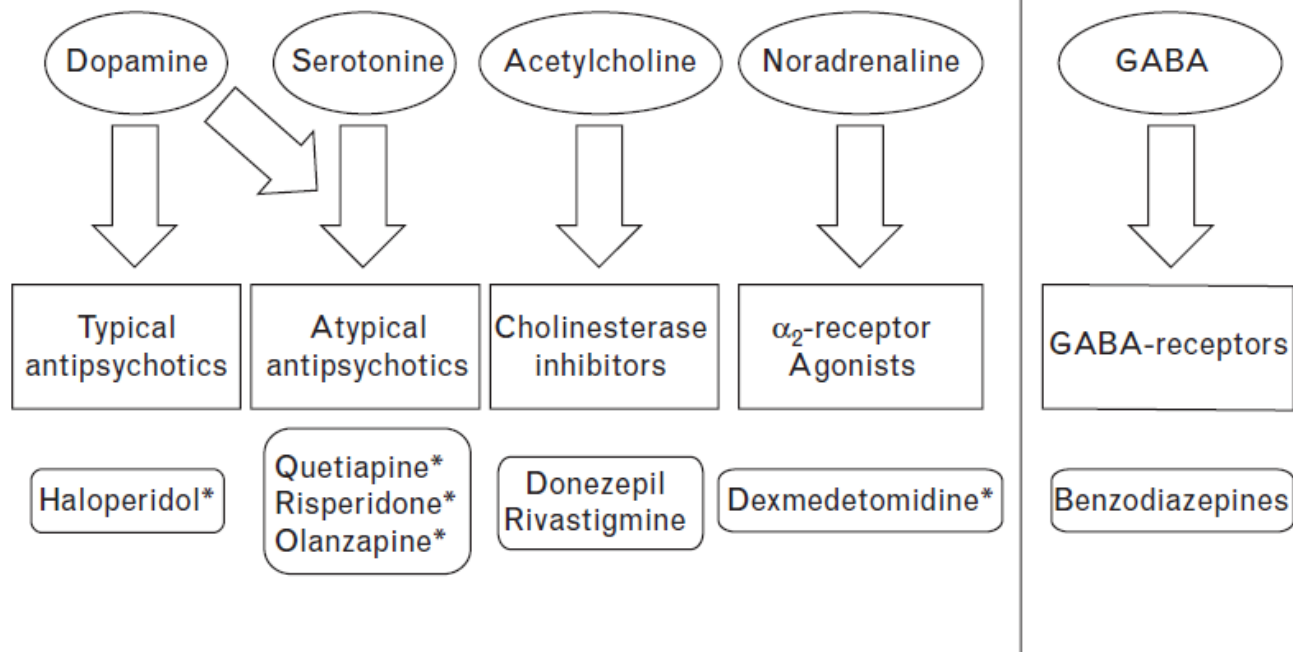 Dopamine
Serotonine
Acetylcholine
Noradrenaline
GABA
Typical
antipsychotics
Atypical
antipsychotics
Cholinesterase
inhibitors
α₂-receptor
Agonists
GABA-receptors
Haloperidol*
Quetiapine*
Risperidone*
Olanzapine*
Donezepil
Rivastigmine
Dexmedetomidine*
Benzodiazepines